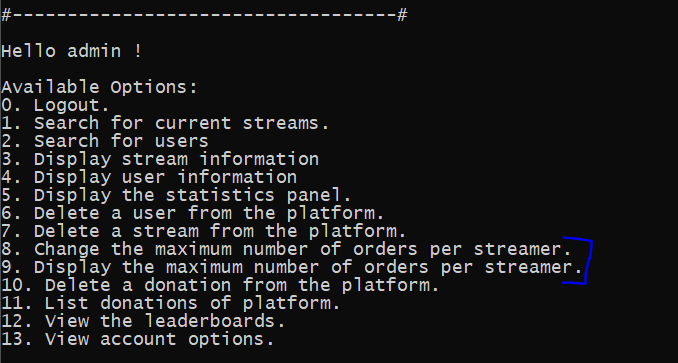 #-----------------------------------#
Hello admin !
Available Options:
0. Logout.
1. Search for current streams.
2. Search for users
3. Display stream information
4. Display user information
5. Display the statistics panel.
6. Delete a user from the platform.
7. Delete a stream from the platform.
8. Change the maximum number of orders per streamer.
9. Display the maximum number of orders per streamer.
10. Delete a donation from the platform.
11. List donations of platform.
12. View the leaderboards.
13. View account options.